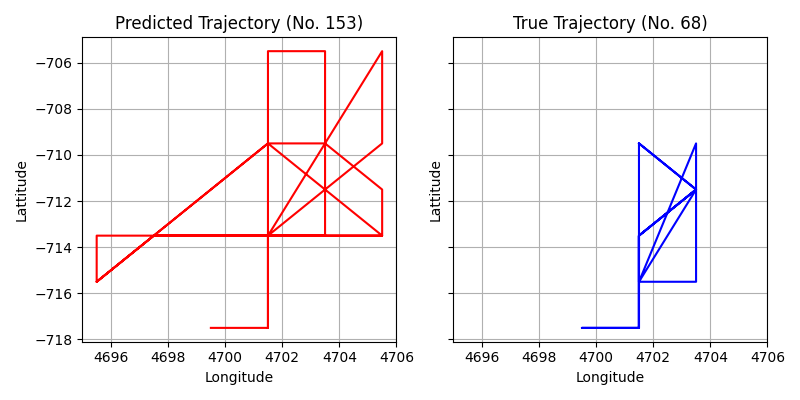 Predicted Trajectory (No. 153)
True Trajectory (No. 68)
Lattitude
−706
−708
−710
−712
−714
−716
−718
4696 4698 4700 4702 4704 4706
Longitude
Lattitude
4696 4698 4700 4702 4704 4706
Longitude